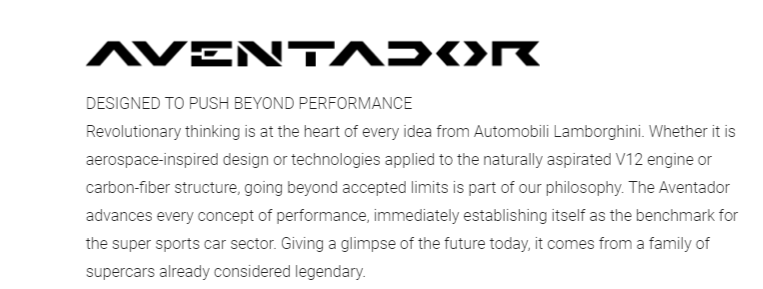 AVENTADOR
DESIGNED TO PUSH BEYOND PERFORMANCE
Revolutionary thinking is at the heart of every idea from Automobili Lamborghini. Whether it is
aerospace-inspired design or technologies applied to the naturally aspirated V12 engine or
carbon-fiber structure, going beyond accepted limits is part of our philosophy. The Aventador
advances every concept of performance, immediately establishing itself as the benchmark for
the super sports car sector. Giving a glimpse of the future today, it comes from a family of
supercars already considered legendary.